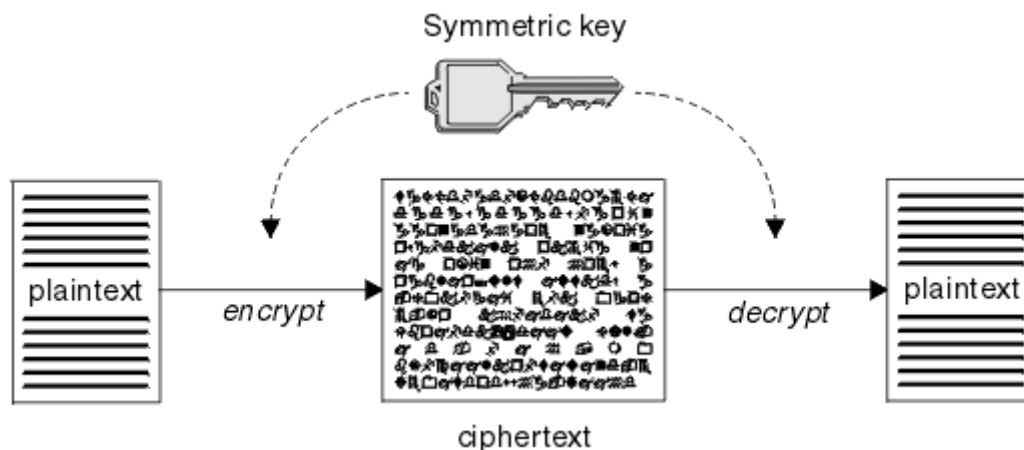 Symmetric key
plaintext
encrypt
decrypt
plaintext
ciphertext